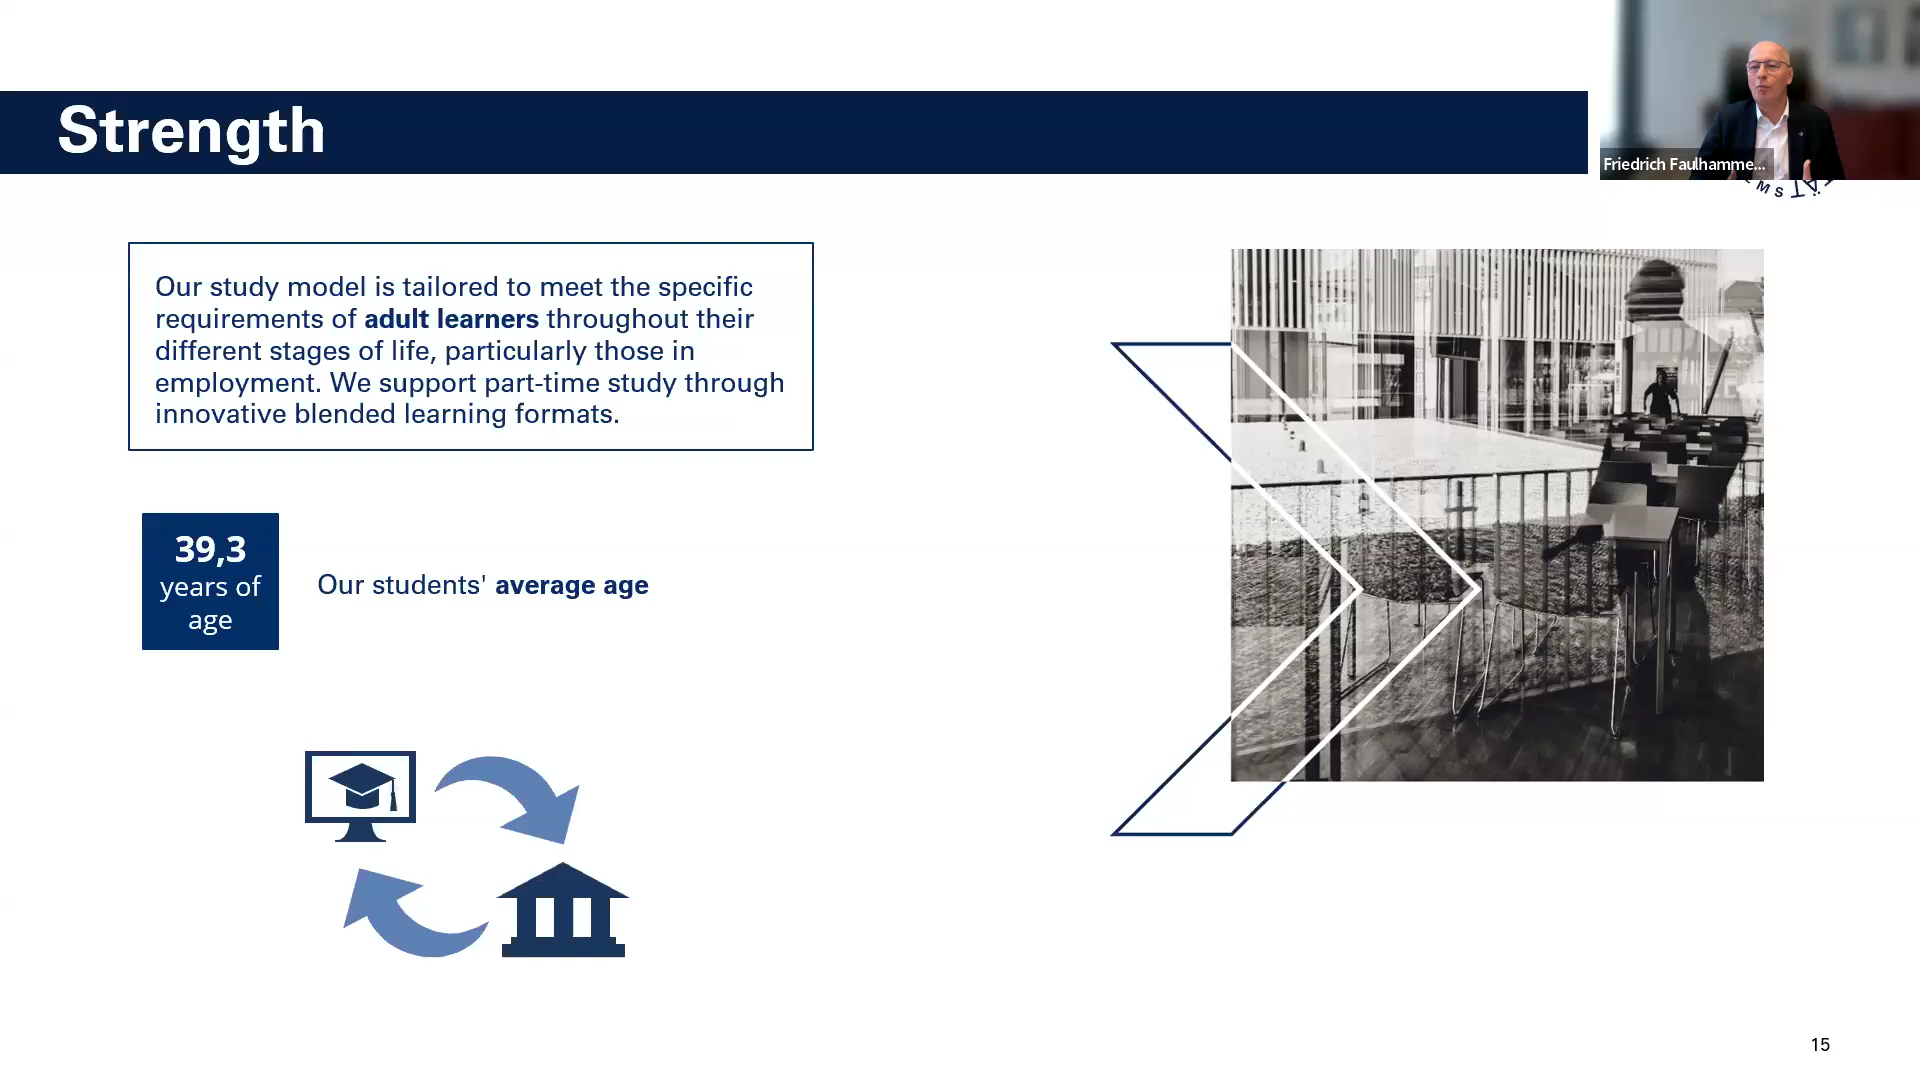 Strength
Friedrich Faulhamme...
Our study model is tailored to meet the specific
requirements of adult learners throughout their
different stages of life, particularly those in
employment. We support part-time study through
innovative blended learning formats.
39,3
years of
age
Our students' average age
15